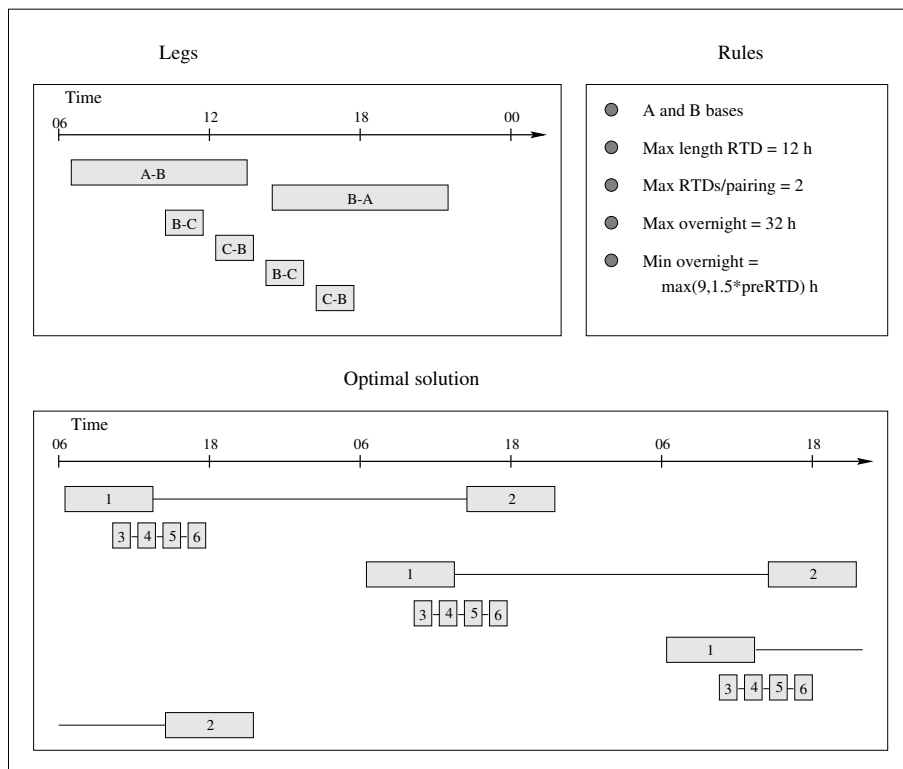 Legs
Time
06 12 18 00
A-B
B-A
B-C
C-B
B-C
C-B
Rules
A and B bases
Max length RTD = 12 h
Max RTDs/pairing = 2
Max overnight = 32 h
Min overnight =
max(9,1.5*preRTD) h
Optimal solution
Time
06 18 06 18 06 18
1 2
3 4 5 6
1 2
3 4 5 6
1
3 4 5 6
2